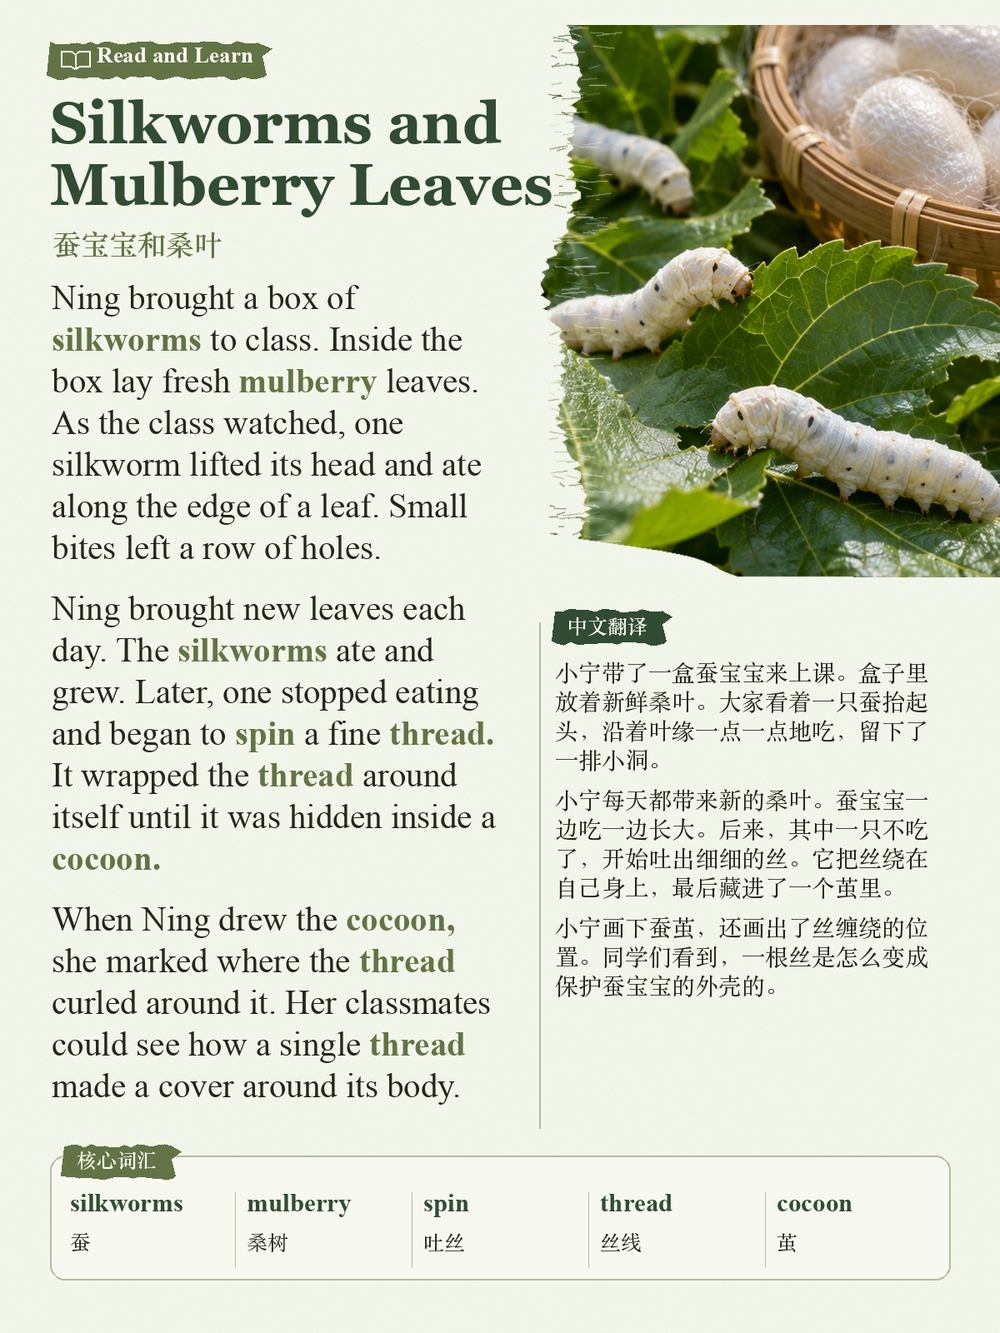 Read and Learn
Silkworms and
Mulberry Leaves
蚕宝宝和桑叶
Ning brought a box of
silkworms to class. Inside the
box lay fresh mulberry leaves.
As the class watched, one
silkworm lifted its head and ate
along the edge of a leaf. Small
bites left a row of holes.
Ning brought new leaves each
day. The silkworms ate and
grew. Later, one stopped eating
and began to spin a fine thread.
It wrapped the thread around
itself until it was hidden inside a
cocoon.
When Ning drew the cocoon,
she marked where the thread
curled around it. Her classmates
could see how a single thread
made a cover around its body.
中文翻译
小宁带了一盒蚕宝宝来上课。盒子里
放着新鲜桑叶。大家看着一只蚕抬起
头，沿着叶缘一点一点地吃，留下了
一排小洞。
小宁每天都带来新的桑叶。蚕宝宝一
边吃一边长大。后来，其中一只不吃
了，开始吐出细细的丝。它把丝绕在
自己身上，最后藏进了一个茧里。
小宁画下蚕茧，还画出了丝缠绕的位
置。同学们看到，一根丝是怎么变成
保护蚕宝宝的外壳的。
核心词汇
silkworms
蚕
mulberry
桑树
spin
吐丝
thread
丝线
cocoon
茧